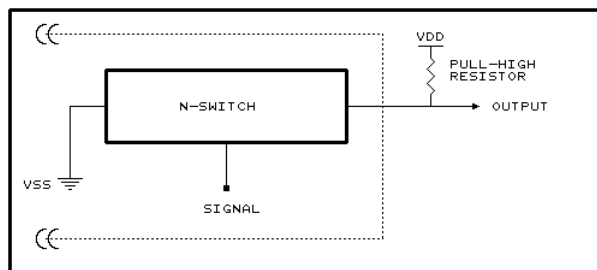 VDD
PULL-HIGH
RESISTOR
N-SWITCH
OUTPUT
VSS
SIGNAL